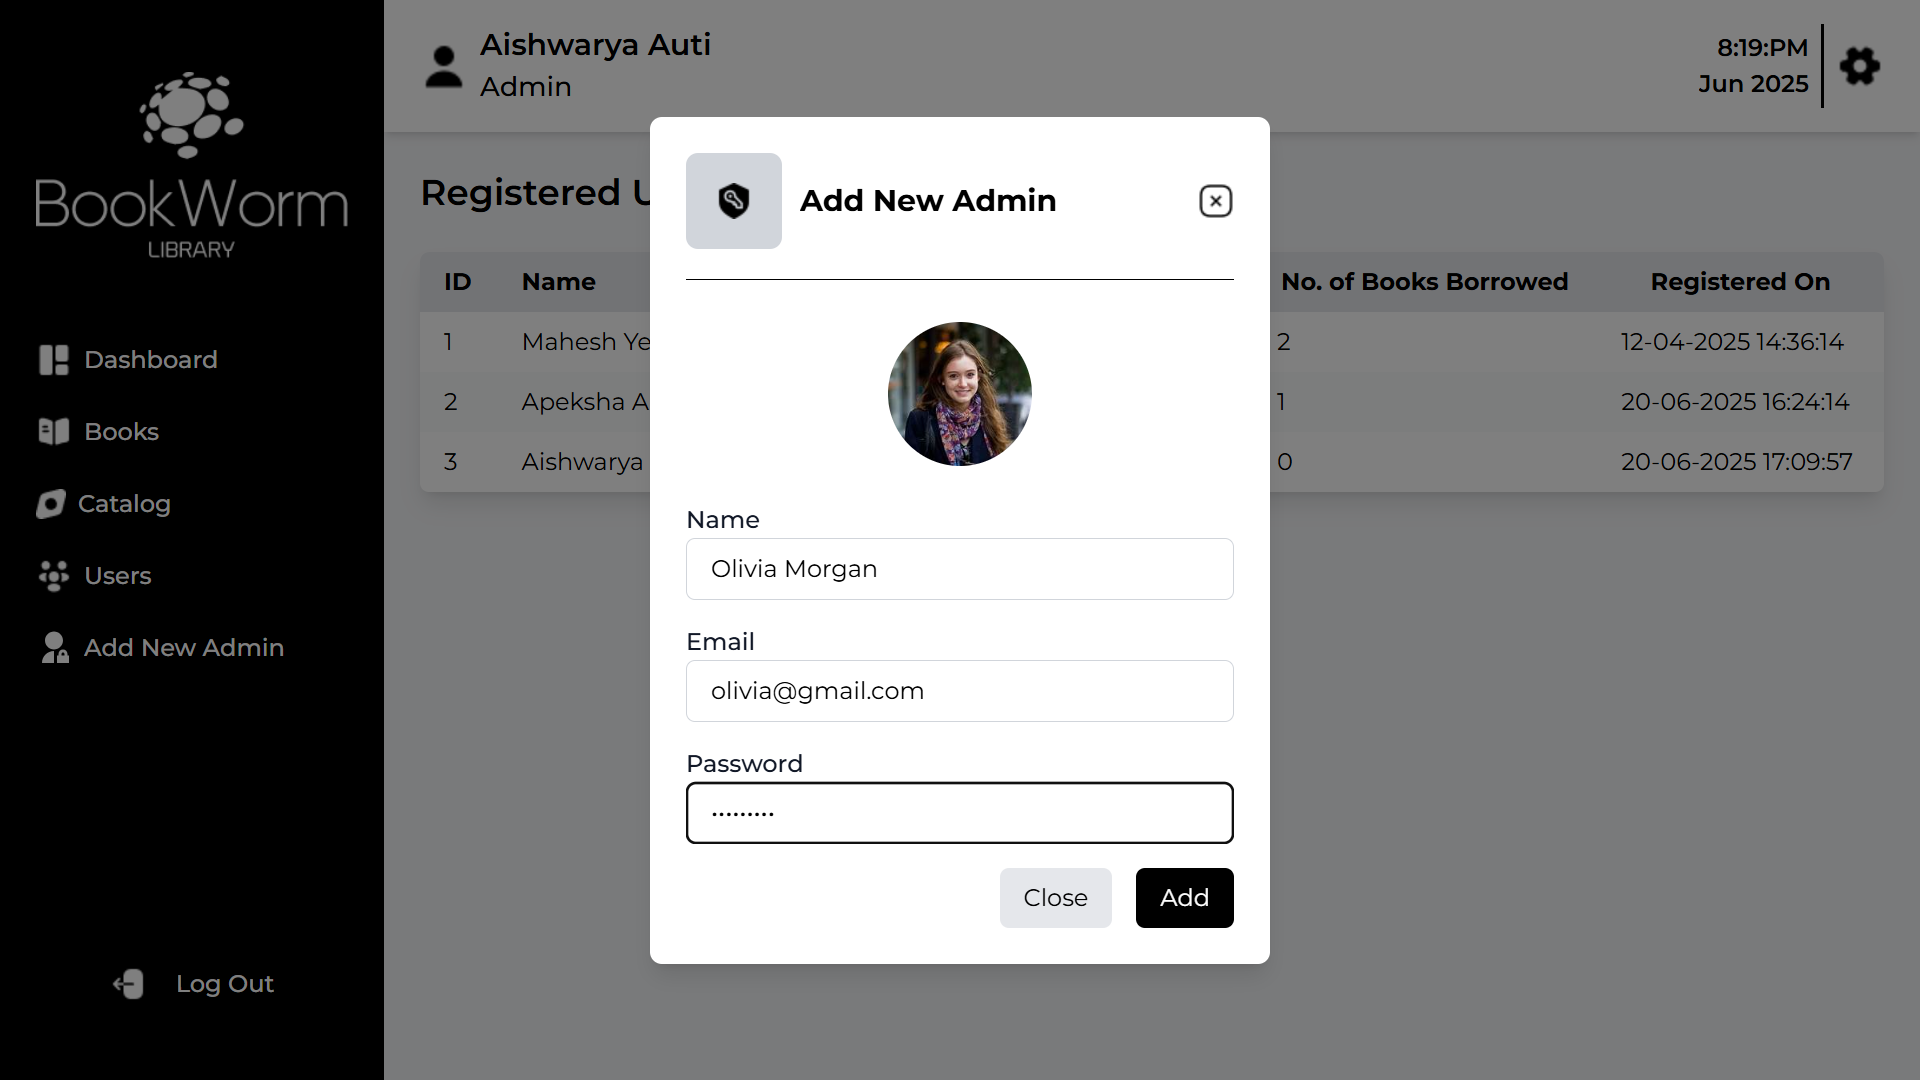 BookWorm
LIBRARY
Dashboard
Books
Catalog
Users
Add New Admin
Log Out
Aishwarya Auti
Admin
8:19:PM
Jun 2025
Registered
ID Name No. of Books Borrowed Registered On
1 Mahesh Ye 2 12-04-2025 14:36:14
2 Apeksha A 1 20-06-2025 16:24:14
3 Aishwarya 0 20-06-2025 17:09:57
Add New Admin
Name
Olivia Morgan
Email
olivia@gmail.com
Password
•••••••••
Close Add